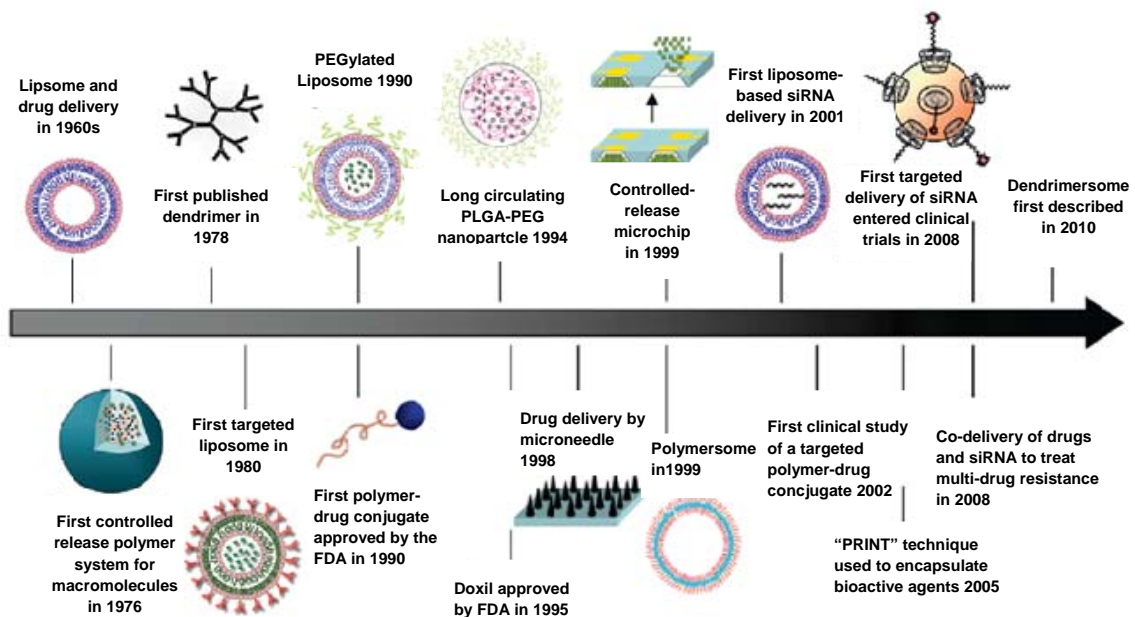 Lipsome and
drug delivery
in 1960s
First published
dendrimer in
1978
PEGylated
Liposome 1990
Long circulating
PLGA-PEG
nanopartcle 1994
Controlled-
release
microchip
in 1999
First liposome-
based siRNA
delivery in 2001
First targeted
delivery of siRNA
entered clinical
trials in 2008
Dendrimersome
first described
in 2010
First controlled
release polymer
system for
macromolecules
in 1976
First targeted
liposome in
1980
First polymer-
drug conjugate
approved by the
FDA in 1990
Doxil approved
by FDA in 1995
Drug delivery by
microneedle
1998
Polymersome
in1999
First clinical study
of a targeted
polymer-drug
concjugate 2002
“PRINT” technique
used to encapsulate
bioactive agents 2005
Co-delivery of drugs
and siRNA to treat
multi-drug resistance
in 2008